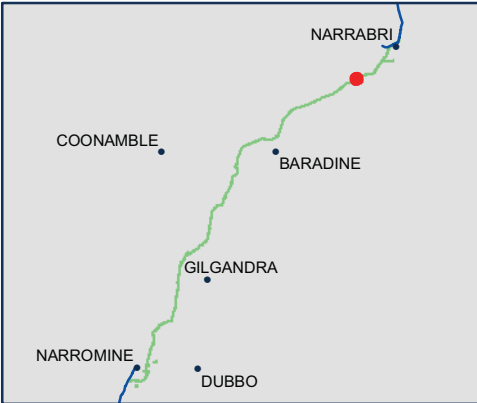 NARRABRI
COONAMBLE
BARADINE
GILGANDRA
NARROMINE
DUBBO